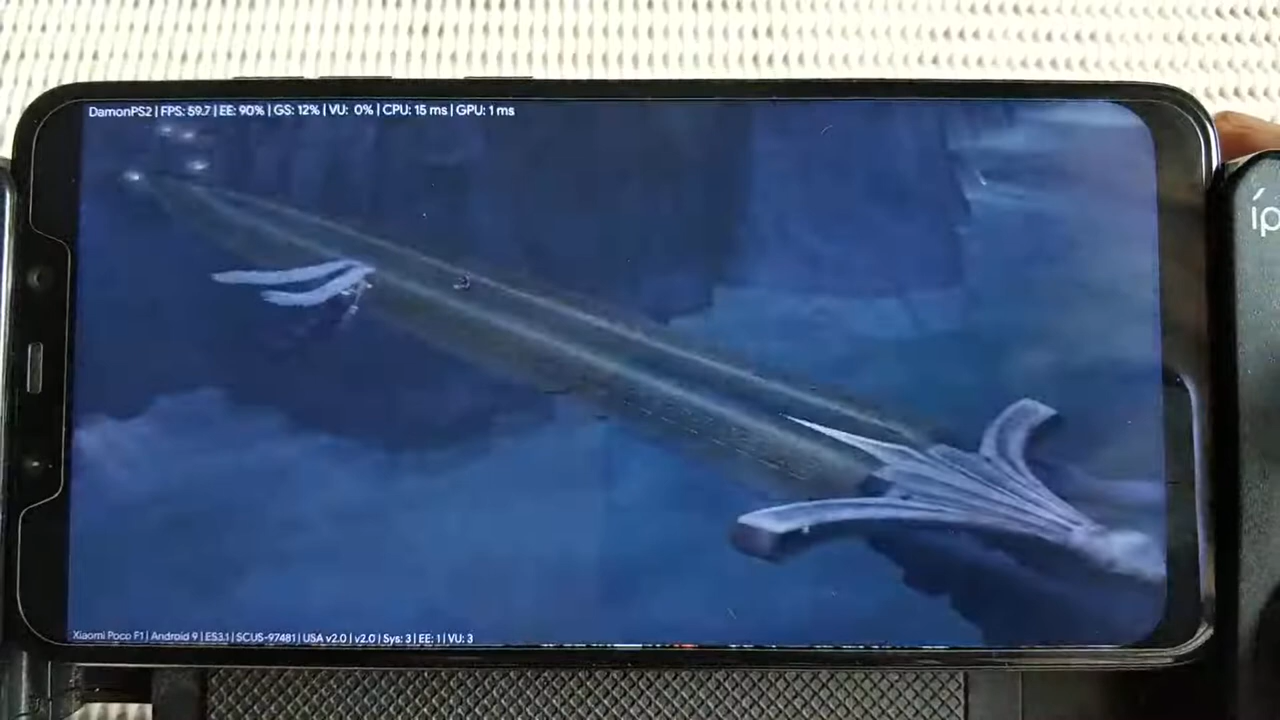 DamonPS2 | FPS: 59.7 | EE: 90% | GS: 12% | VU: 0% | CPU: 15 ms | GPU: 1 ms
íp
Xiaomi Poco F1 | Android 9 | ES3.1 | SCUS-97481 | USA v2.0 | v2.0 | Sys: 3 | EE: 1 | VU: 3